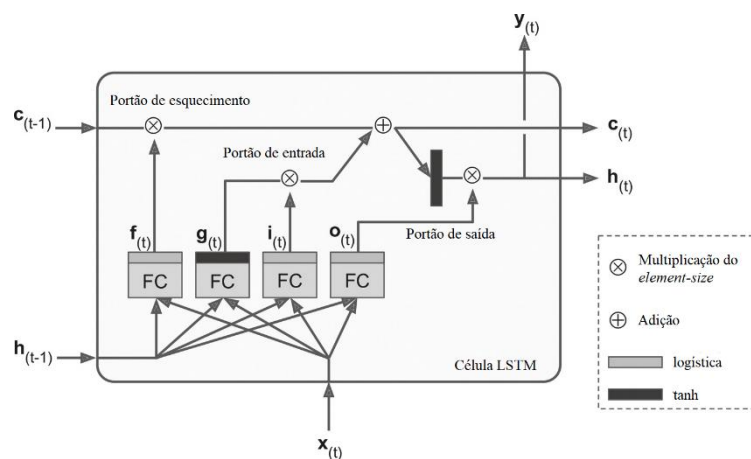 y(t)
Portão de esquecimento
c(t-1)
c(t)
Portão de entrada
h(t)
f(t)
g(t)
i(t)
o(t)
Portão de saída
FC
FC
FC
FC
h(t-1)
Célula LSTM
x(t)
Multiplicação do
element-size
Adição
logística
tanh